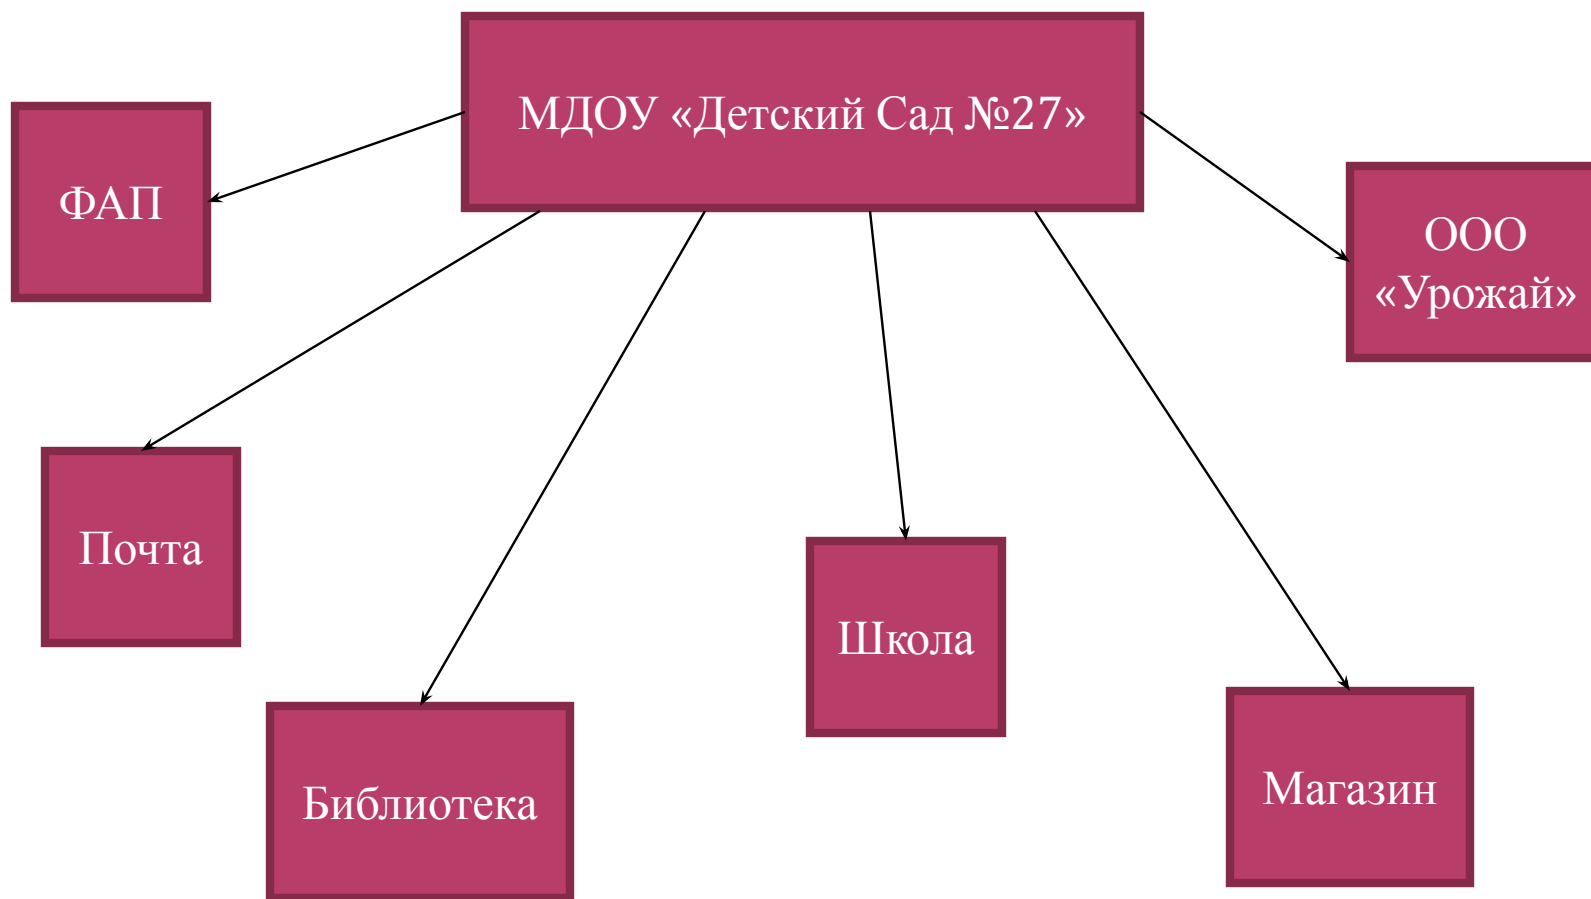 МДОУ «Детский Сад №27»
ФАП
ООО
«Урожай»
Почта
Школа
Библиотека
Магазин